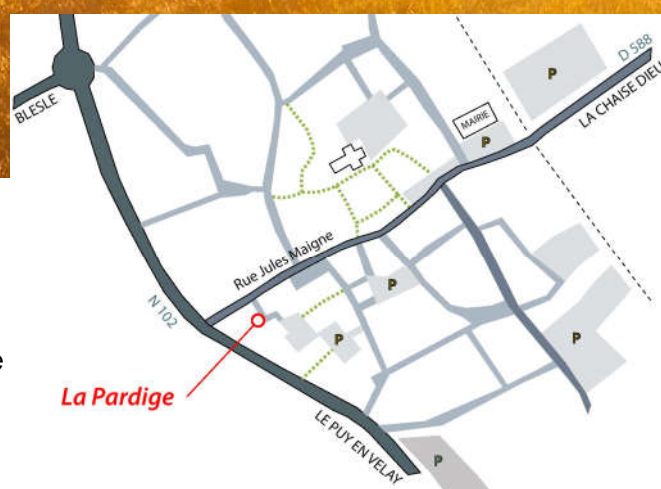 D 588
LA CHAISE DIEU
P
BLESLE
MAIRIE
P
Rue Jules Maigne
P
N 102
P
P
e
La Pardige
LE PUY EN VELAY
P